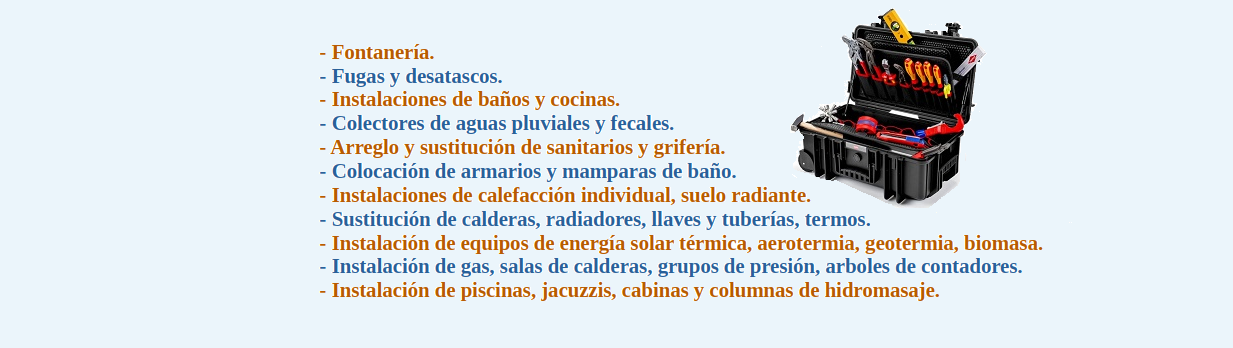 - Fontanería.
- Fugas y desatascos.
- Instalaciones de baños y cocinas.
- Colectores de aguas pluviales y fecales.
- Arreglo y sustitución de sanitarios y grifería.
- Colocación de armarios y mamparas de baño.
- Instalaciones de calefacción individual, suelo radiante.
- Sustitución de calderas, radiadores, llaves y tuberías, termos.
- Instalación de equipos de energía solar térmica, aerotermia, geotermia, biomasa.
- Instalación de gas, salas de calderas, grupos de presión, arboles de contadores.
- Instalación de piscinas, jacuzzis, cabinas y columnas de hidromasaje.